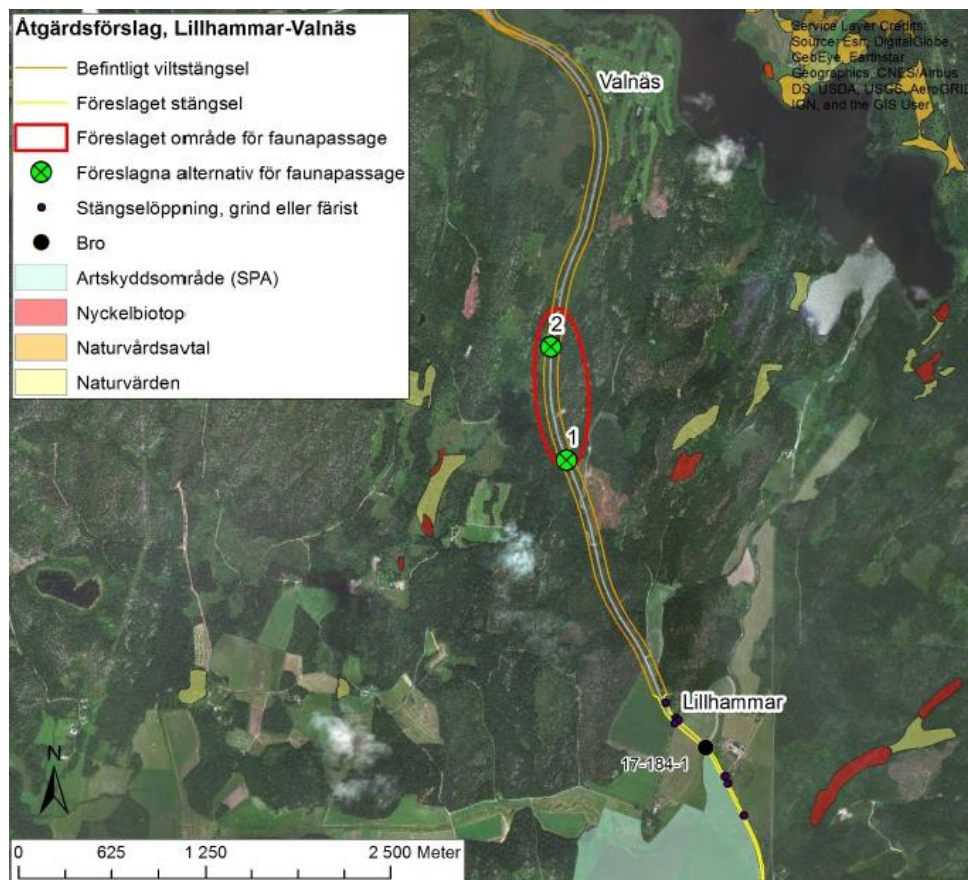 Åtgärdsförslag, Lillhammar-Valnäs
Befintligt viltstängsel
Föreslaget stängsel
Föreslaget område för faunapassage
Föreslagna alternativ för faunapassage
Stängselöppning, grind eller färist
Bro
Artskyddsområde (SPA)
Nyckelbiotop
Naturvårdsavtal
Naturvärden
Service Layer Credits:
Source: Esri, DigitalGlobe,
GeoEye, Earthstar
Geographics, CNES/Airbus
DS, USDA, USGS, AeroGRID,
IGN, and the GIS User
Valnäs
2
1
Lillhammar
17-184-1
N
0 625 1 250 2 500 Meter